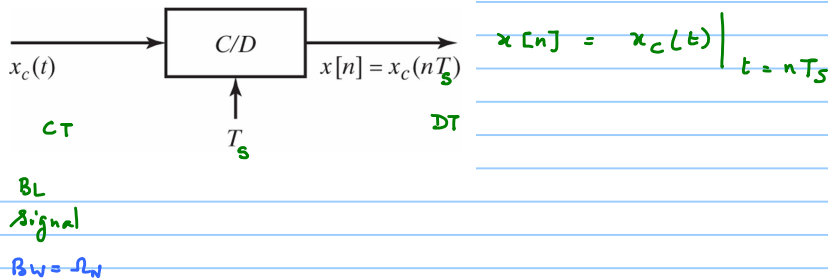 C/D
x[n] = x_c(t)|_{t = nT_S}
x_c(t)
x[n] = x_c(nT_S)
CT
T_S
DT
BL
Signal
BW = Ω_N